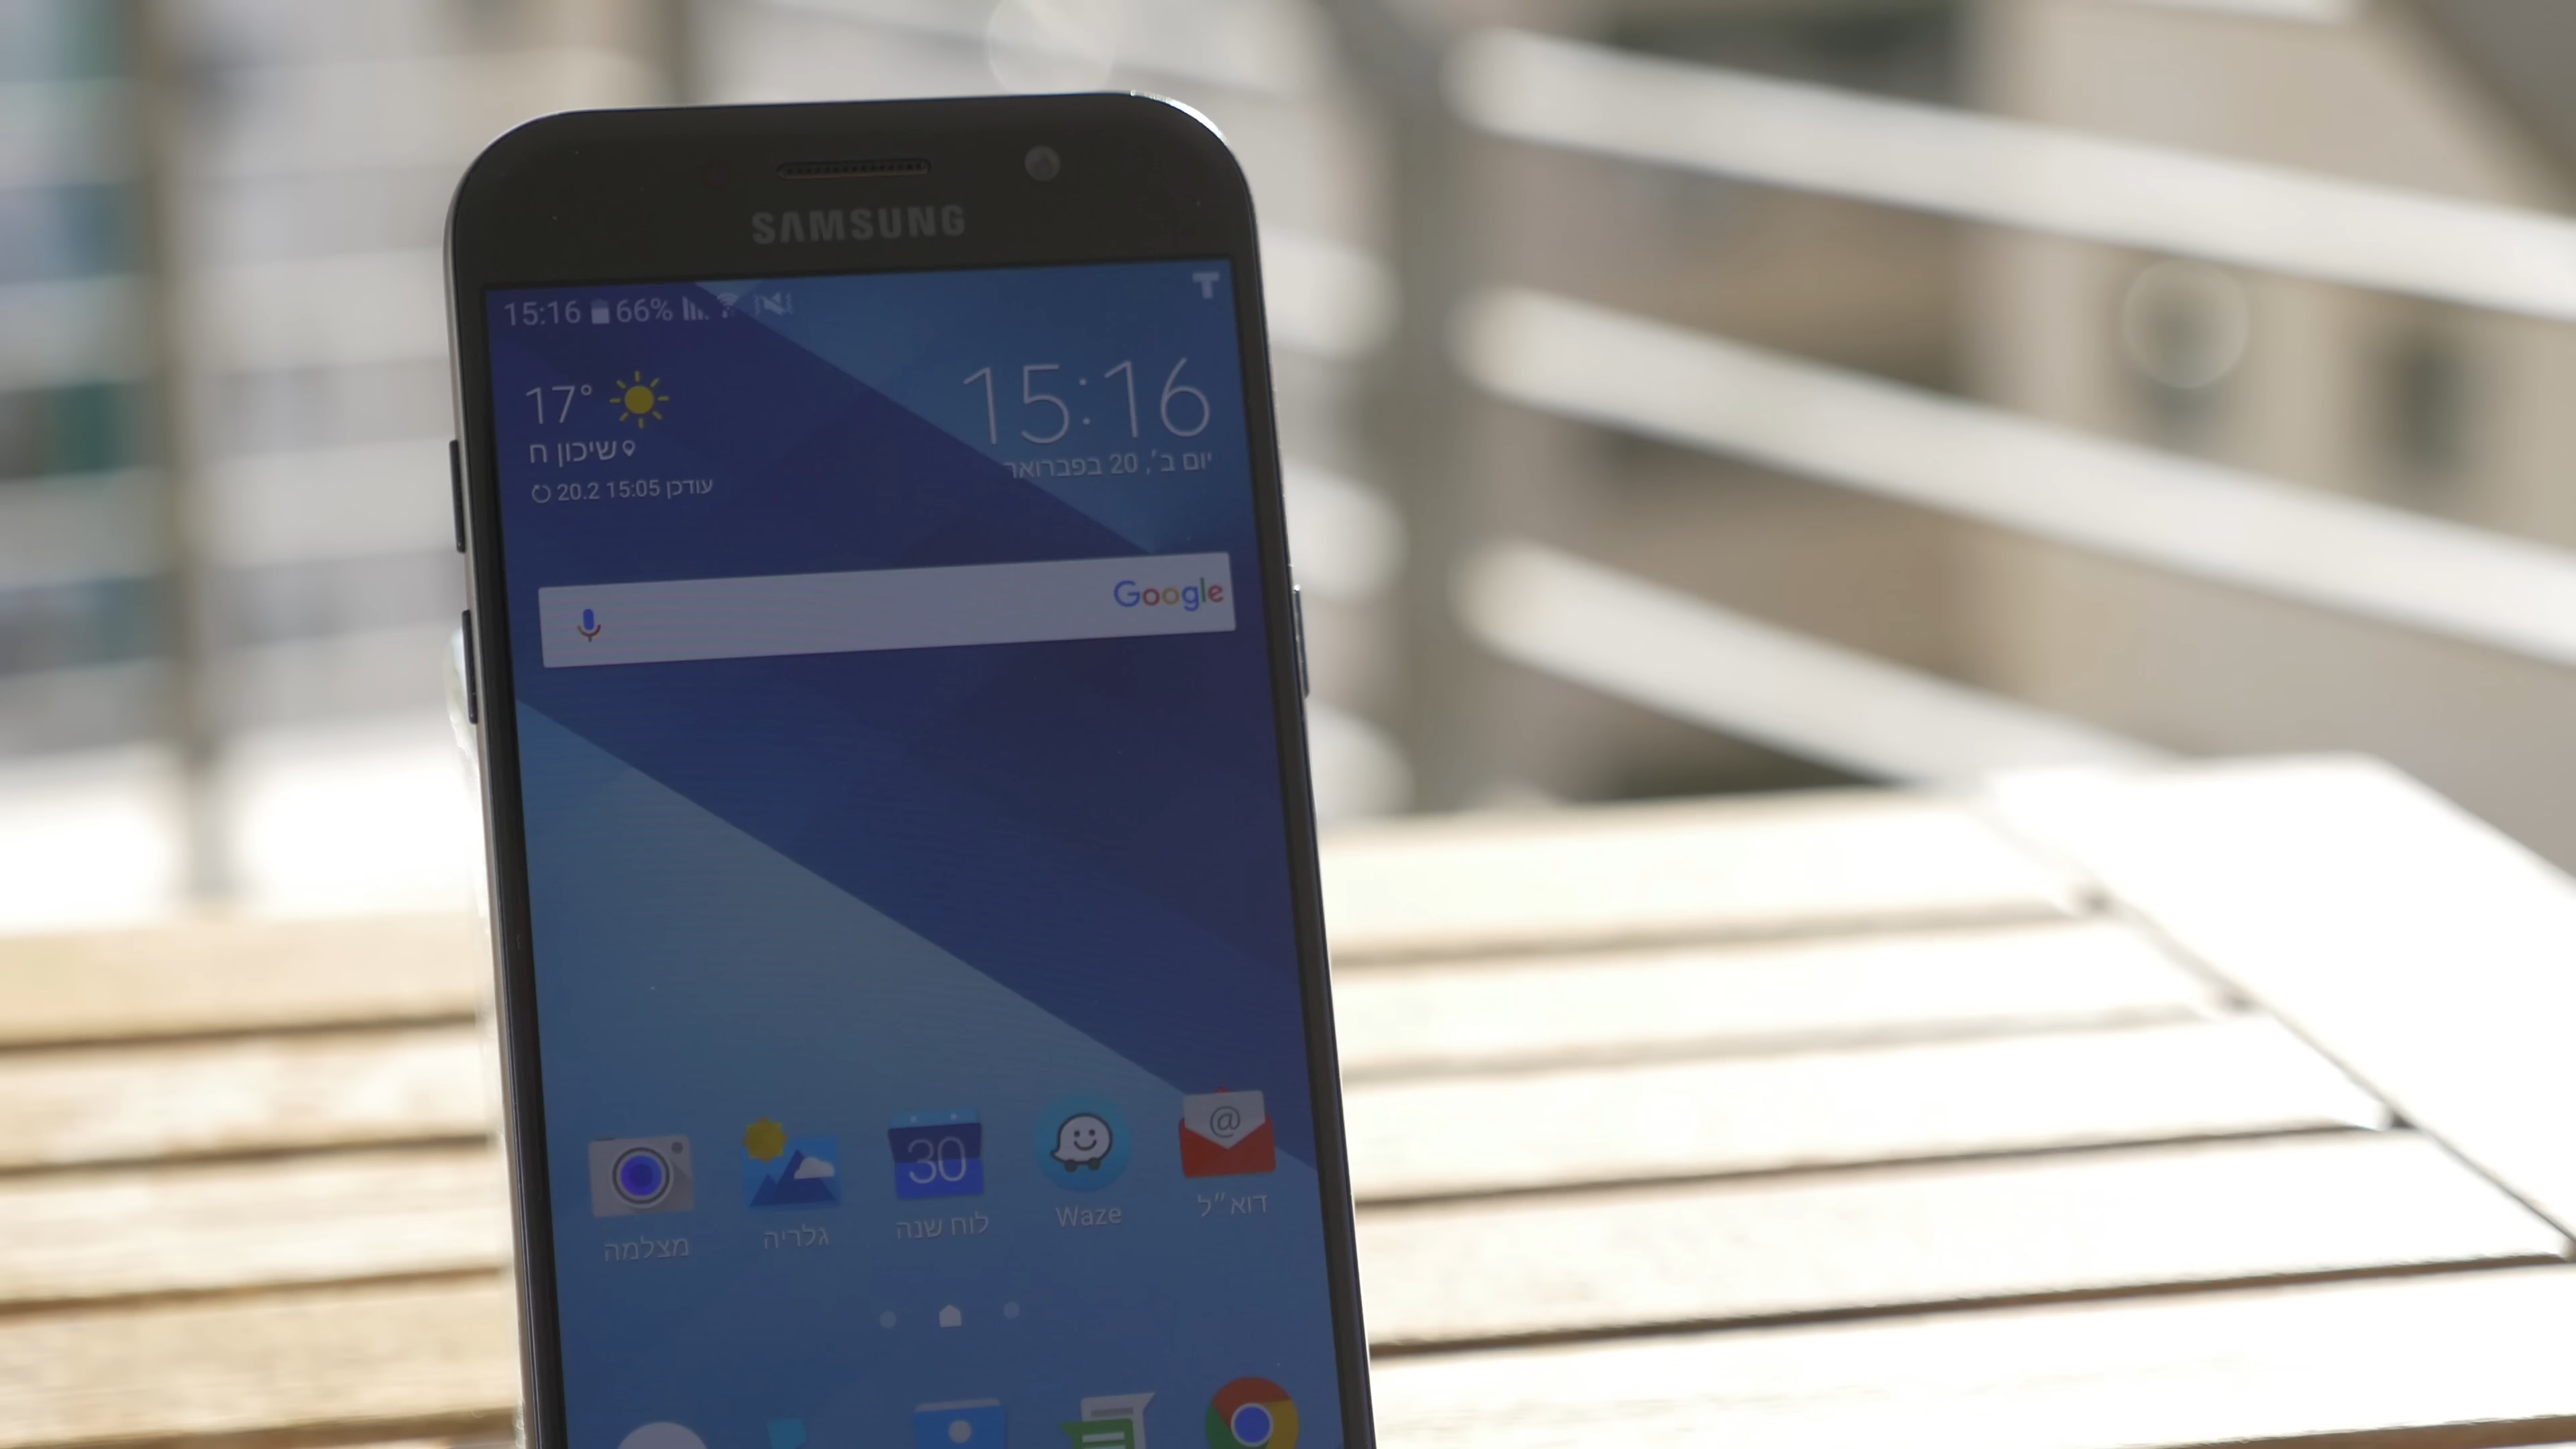 SAMSUNG
15:16 66%
T
17°
שיכון ח
עודכן 15:05 20.2
15:16
יום ב׳, 20 בפברואר
Google
@
30
דוא״ל
Waze
לוח שנה
גלריה
מצלמה